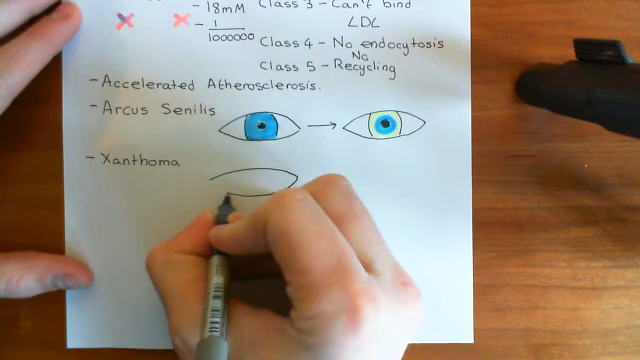 - 18mM
- 1
1000000
Class 3 - Can't bind
LDL
Class 4 - No endocytosis
No
Class 5 - Recycling
- Accelerated Atherosclerosis.
- Arcus Senilis
- Xanthoma